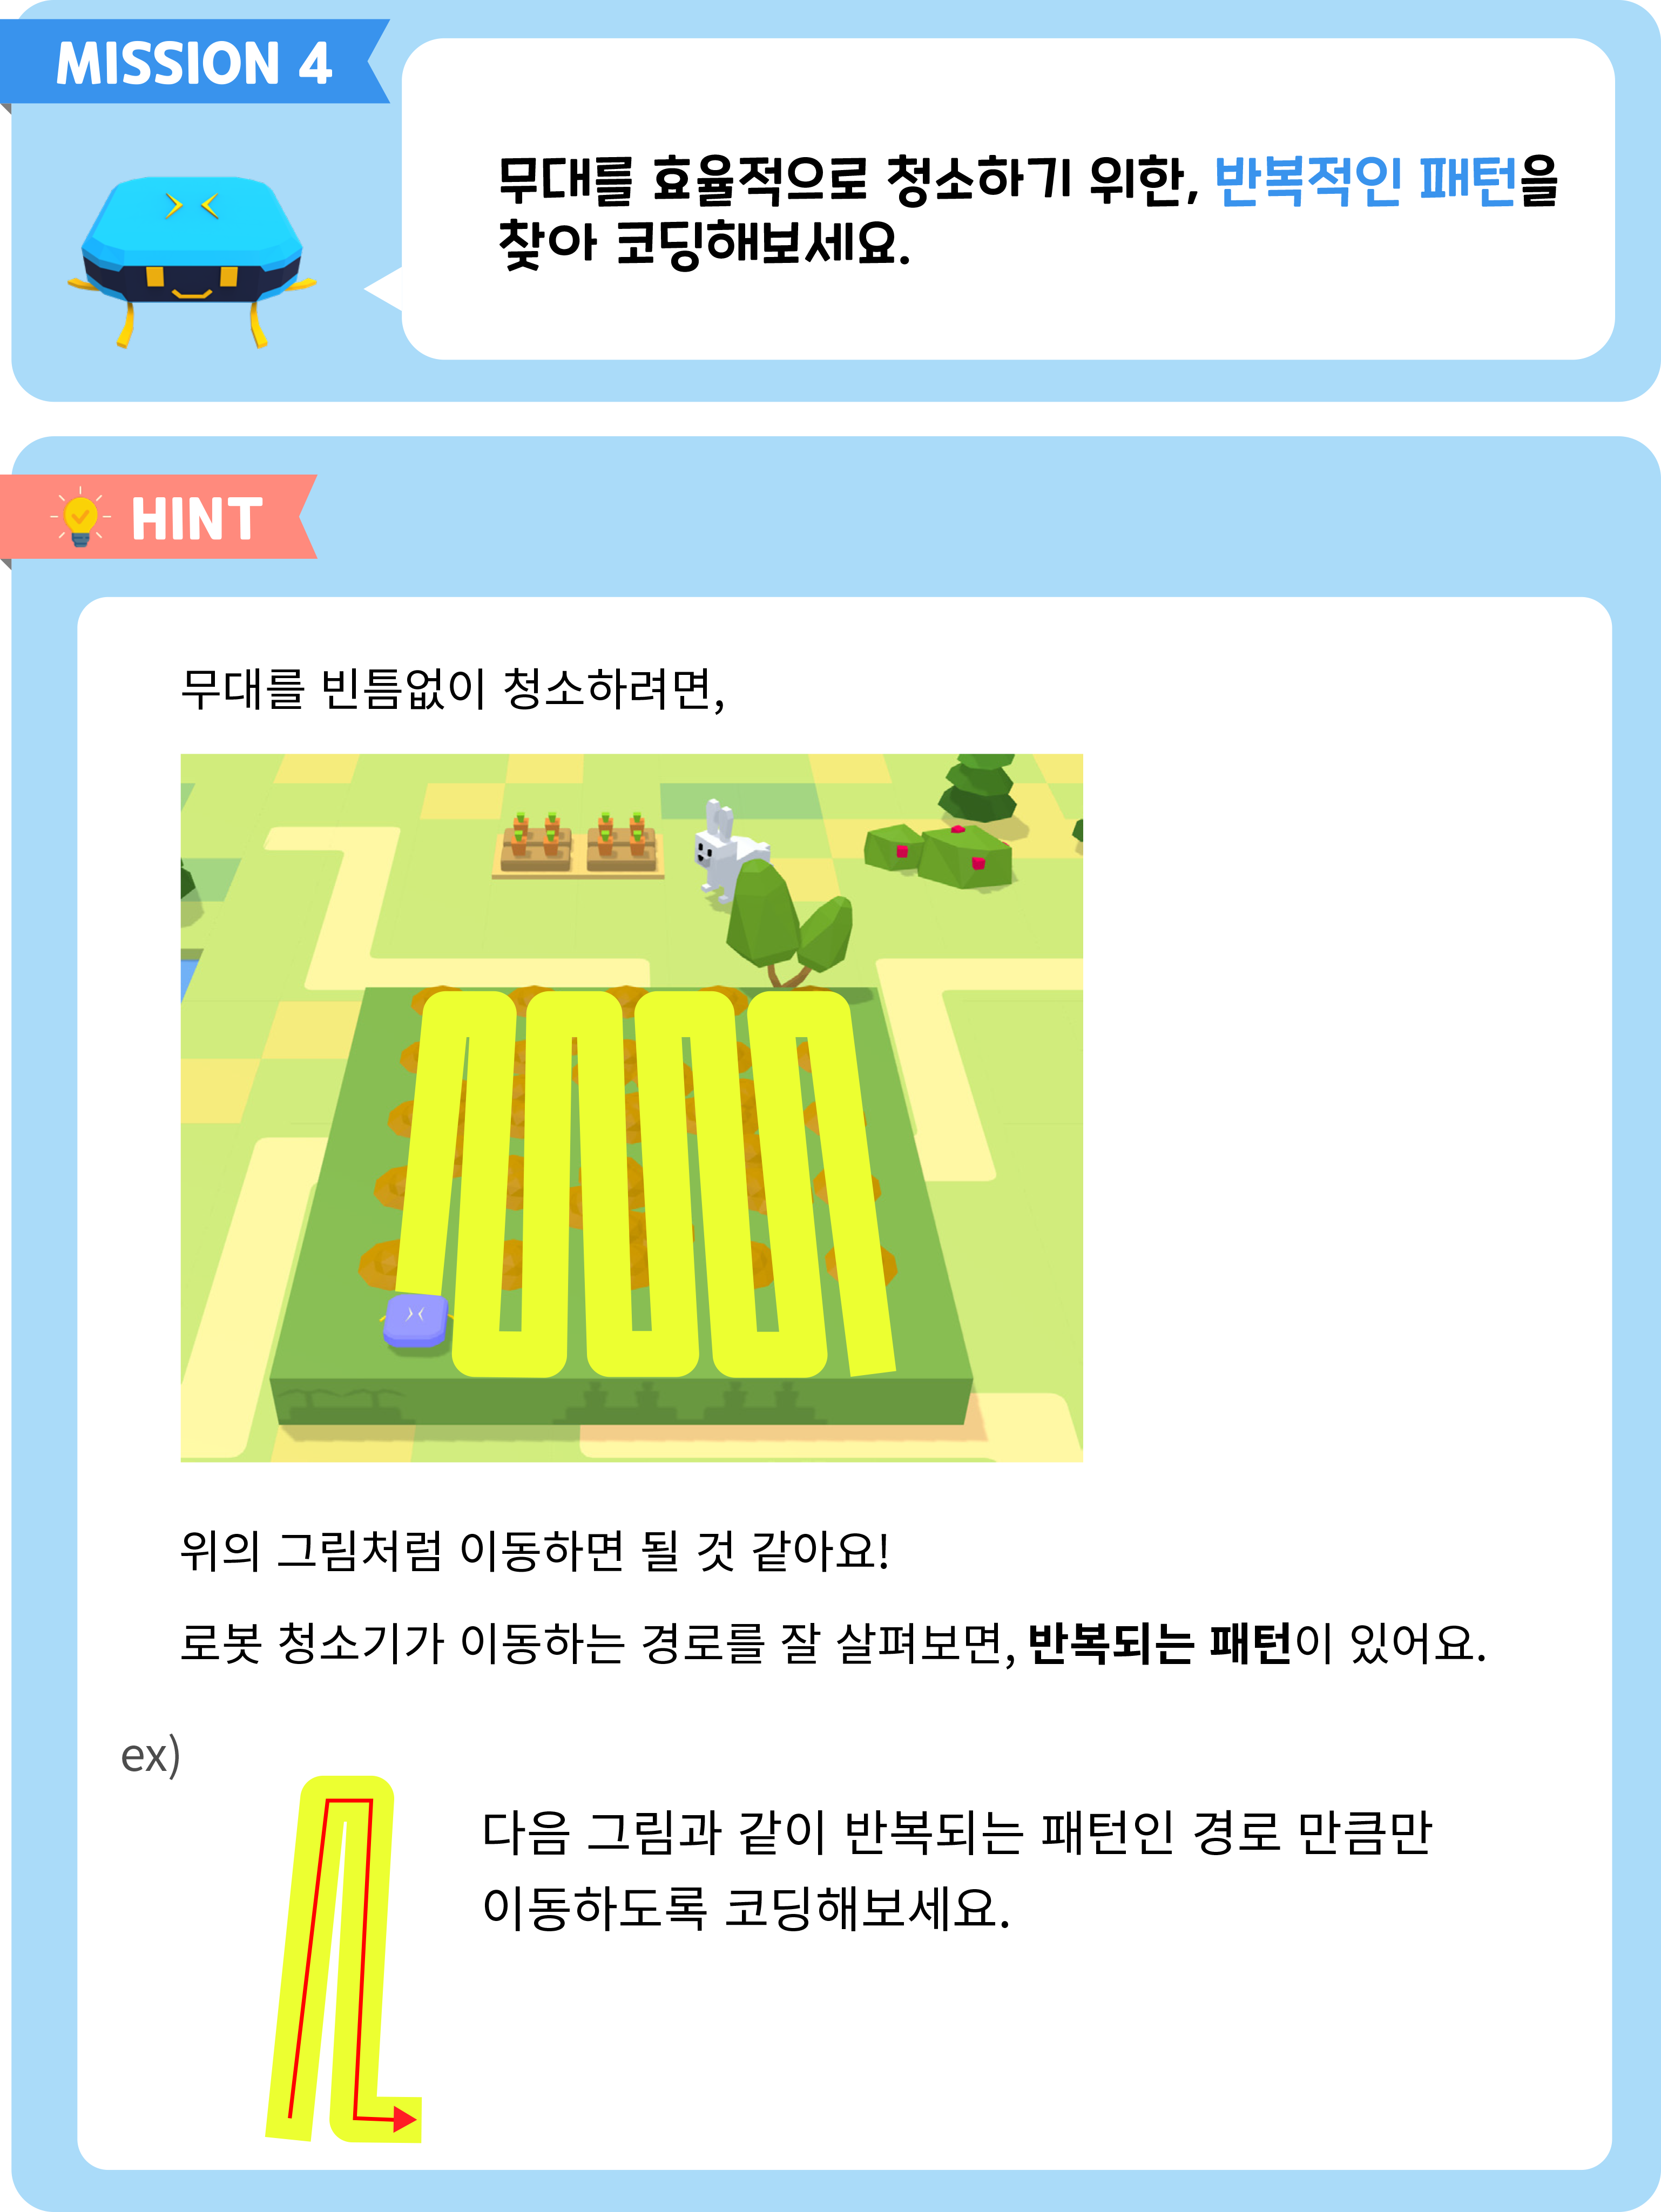 MISSION 4
무대를 효율적으로 청소하기 위한, 반복적인 패턴을
찾아 코딩해보세요.
HINT
무대를 빈틈없이 청소하려면,
위의 그림처럼 이동하면 될 것 같아요!
로봇 청소기가 이동하는 경로를 잘 살펴보면, 반복되는 패턴이 있어요.
ex)
다음 그림과 같이 반복되는 패턴인 경로 만큼만
이동하도록 코딩해보세요.